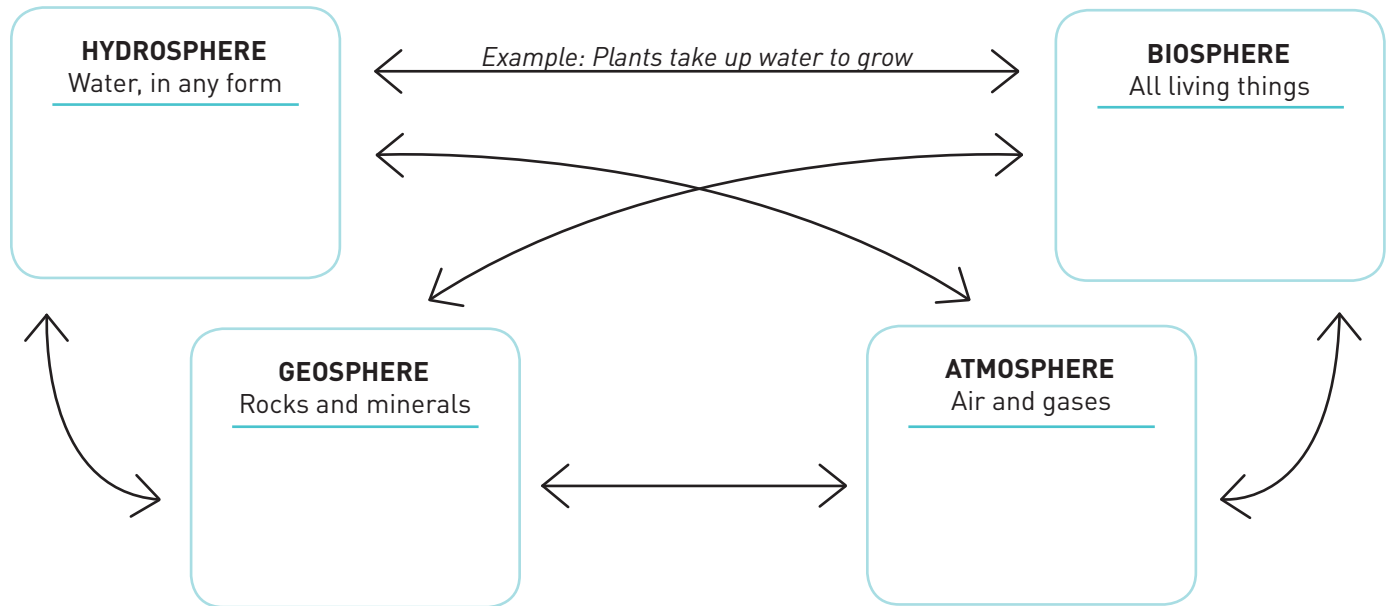 HYDROSPHERE
Water, in any form
Example: Plants take up water to grow
BIOSPHERE
All living things
GEOSPHERE
Rocks and minerals
ATMOSPHERE
Air and gases